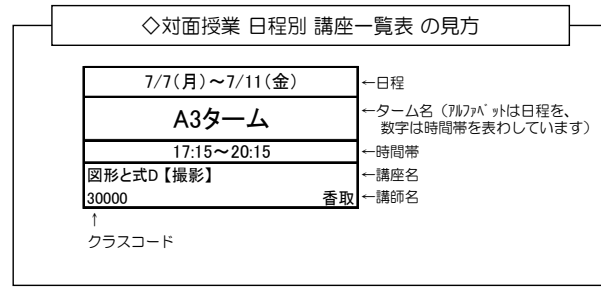 ◇対面授業 日程別 講座一覧表 の見方
7/7(月)～7/11(金)
←日程
A3ターム
←ターム名（ｱﾙﾌｧﾍﾞｯﾄは日程を、
数字は時間帯を表わしています）
17:15～20:15
←時間帯
図形と式D【撮影】
←講座名
30000 香取
←講師名
↑
クラスコード